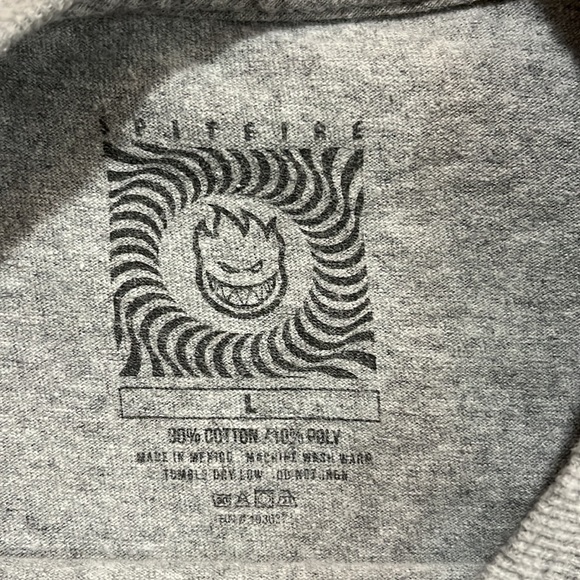 SPITFIRE
L
90% COTTON / 10% POLY
MADE IN MEXICO MACHINE WASH WARM
TUMBLE DRY LOW DO NOT IRON